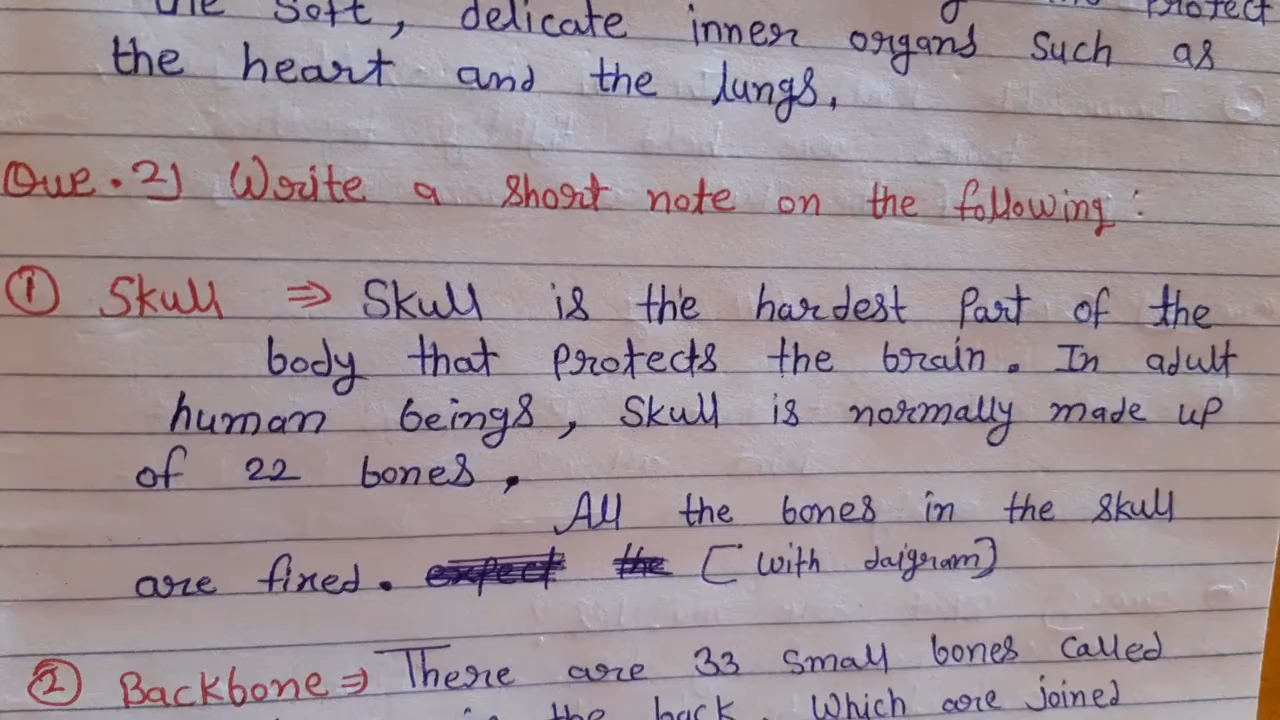 the soft, delicate inner organs such as protect
the heart and the lungs,
Que. 2) Write a short note on the following :
① Skull ⇒ Skull is the hardest Part of the
body that protects the brain. In adult
human beings, Skull is normally made up
of 22 bones.
All the bones in the skull
are fixed. expect the [with daigram]
② Backbone ⇒ There are 33 small bones called
in the back. Which are joined